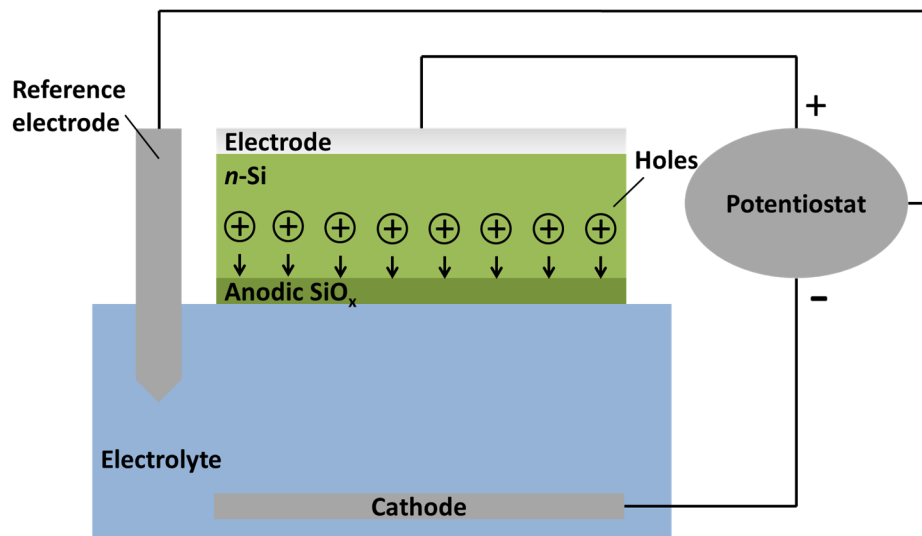 Reference
electrode
Electrode
n-Si
Holes
+
Potentiostat
+ + + + + + + +
Anodic SiOₓ
-
Electrolyte
Cathode